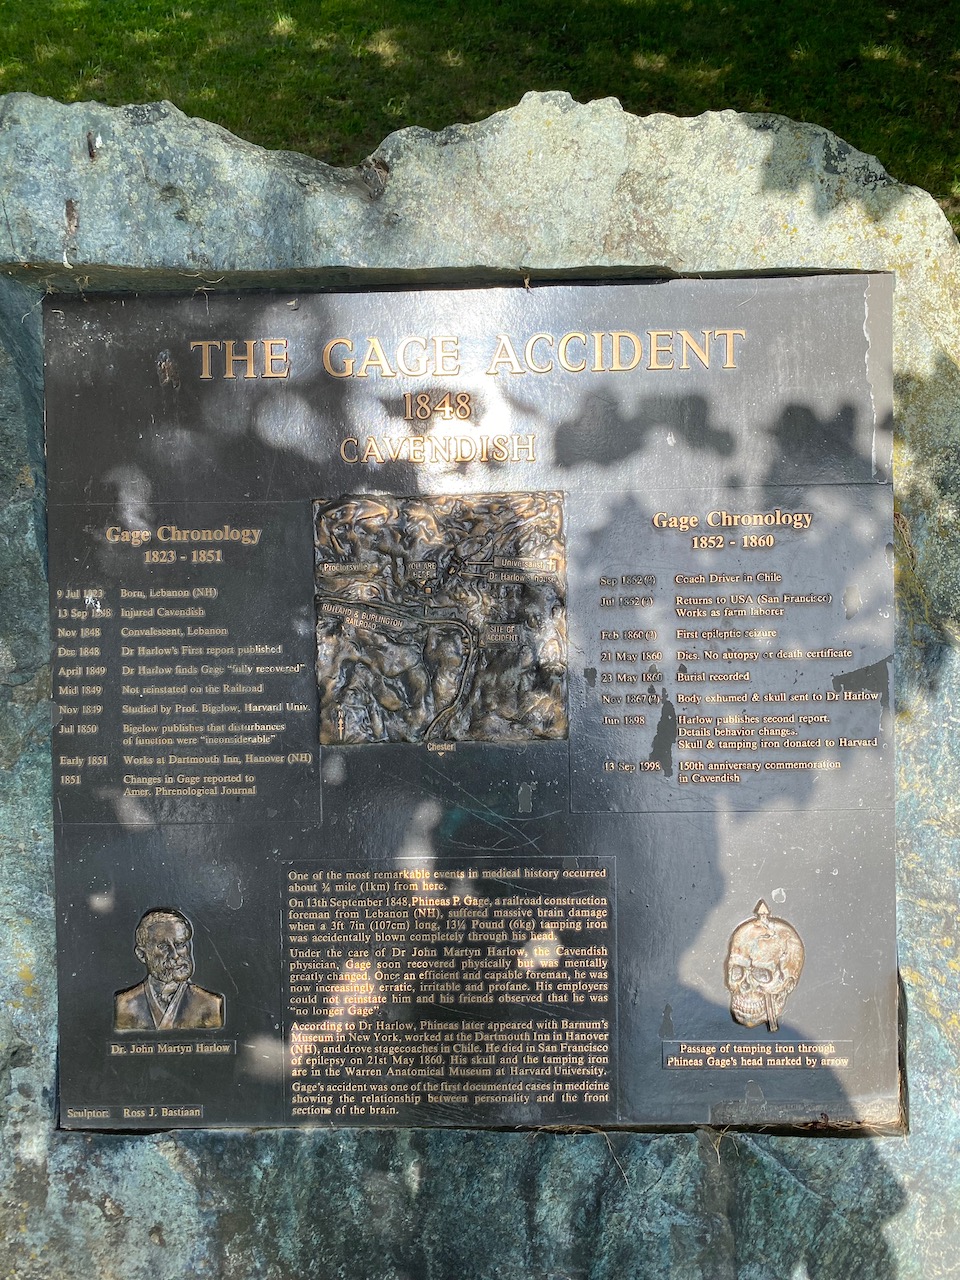 THE GAGE ACCIDENT
1848
CAVENDISH
Gage Chronology
1823 - 1851
9 Jul 1823 Born, Lebanon (NH)
13 Sep 1848 Injured Cavendish
Nov 1848 Convalescent, Lebanon
Dec 1848 Dr Harlow's First report published
April 1849 Dr Harlow finds Gage "fully recovered"
Mid 1849 Not reinstated on the Railroad
Nov 1849 Studied by Prof. Bigelow, Harvard Univ.
Jul 1850 Bigelow publishes that disturbances
of function were "inconsiderable"
Early 1851 Works at Dartmouth Inn, Hanover (NH)
1851 Changes in Gage reported to
Amer. Phrenological Journal
Proctorsville
YOU ARE
HERE
Universalist
Dr Harlow's house
RUTLAND & BURLINGTON
RAILROAD
SITE OF
ACCIDENT
N
Chester
Gage Chronology
1852 - 1860
Sep 1852 (?) Coach Driver in Chile
Jul 1852 (?) Returns to USA (San Francisco)
Works as farm laborer
Feb 1860 (?) First epileptic seizure
21 May 1860 Dies. No autopsy or death certificate
23 May 1860 Burial recorded
Nov 1867 (?) Body exhumed & skull sent to Dr Harlow
Jun 1898 Harlow publishes second report.
Details behavior changes.
Skull & tamping iron donated to Harvard
13 Sep 1998 150th anniversary commemoration
in Cavendish
One of the most remarkable events in medical history occurred
about ¾ mile (1km) from here.
On 13th September 1848, Phineas P. Gage, a railroad construction
foreman from Lebanon (NH), suffered massive brain damage
when a 3ft 7in (107cm) long, 13¼ Pound (6kg) tamping iron
was accidentally blown completely through his head.
Under the care of Dr John Martyn Harlow, the Cavendish
physician, Gage soon recovered physically but was mentally
greatly changed. Once an efficient and capable foreman, he was
now increasingly erratic, irritable and profane. His employers
could not reinstate him and his friends observed that he was
"no longer Gage".
According to Dr Harlow, Phineas later appeared with Barnum's
Museum in New York, worked at the Dartmouth Inn in Hanover
(NH), and drove stagecoaches in Chile. He died in San Francisco
of epilepsy on 21st May 1860. His skull and the tamping iron
are in the Warren Anatomical Museum at Harvard University.
Gage's accident was one of the first documented cases in medicine
showing the relationship between personality and the front
sections of the brain.
Dr. John Martyn Harlow
Sculptor: Ross J. Bastiaan
Passage of tamping iron through
Phineas Gage's head marked by arrow